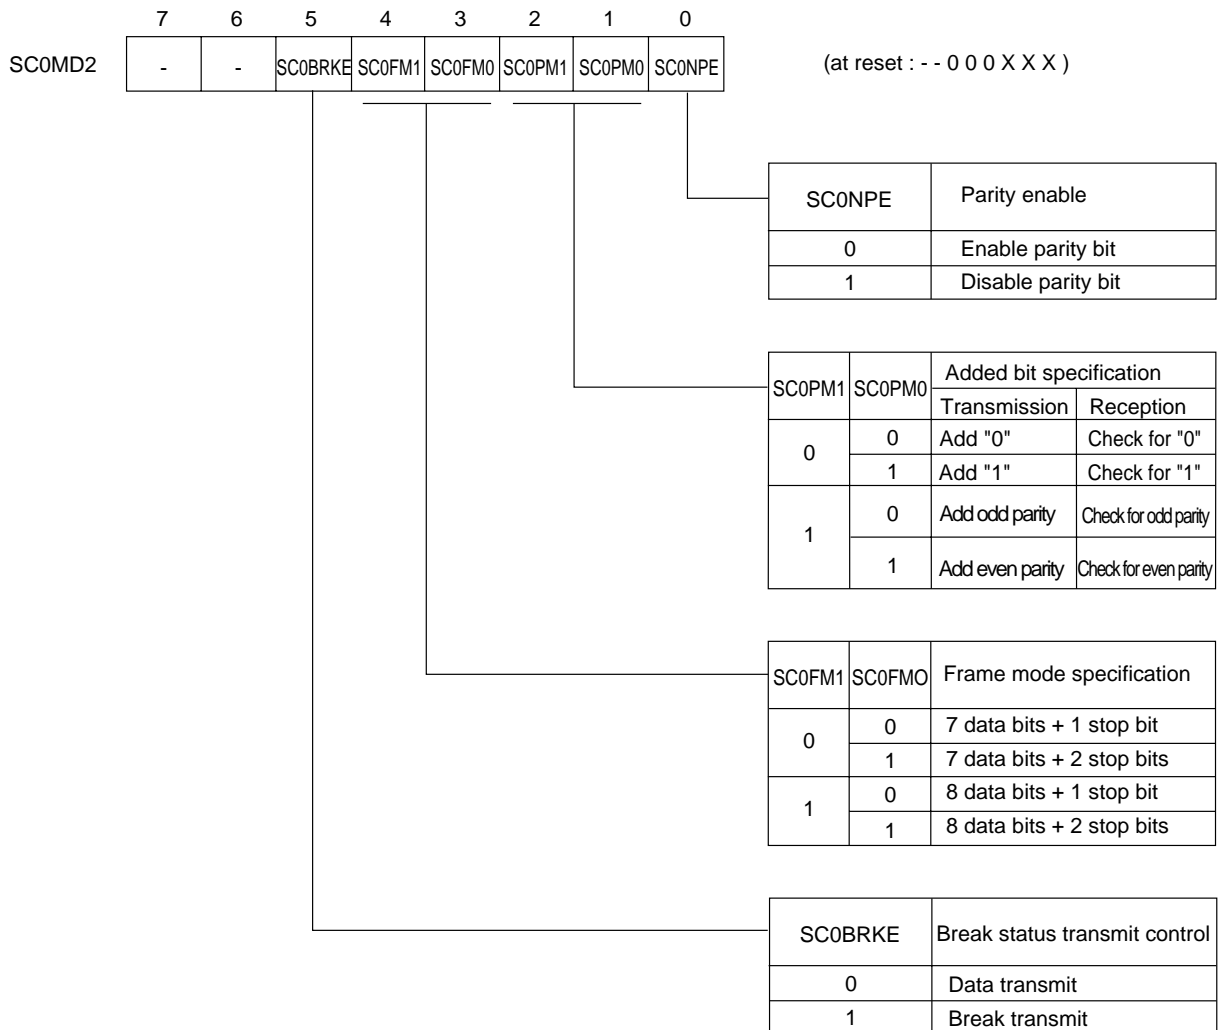 7 6 5 4 3 2 1 0
SC0MD2 - - SC0BRKE SC0FM1 SC0FM0 SC0PM1 SC0PM0 SC0NPE (at reset : - - 0 0 0 X X X )
SC0NPE Parity enable
0 Enable parity bit
1 Disable parity bit
SC0PM1 SC0PM0 Added bit specification
Transmission Reception
0 0 Add "0" Check for "0"
1 Add "1" Check for "1"
1 0 Add odd parity Check for odd parity
1 Add even parity Check for even parity
SC0FM1 SC0FMO Frame mode specification
0 0 7 data bits + 1 stop bit
1 7 data bits + 2 stop bits
1 0 8 data bits + 1 stop bit
1 8 data bits + 2 stop bits
SC0BRKE Break status transmit control
0 Data transmit
1 Break transmit